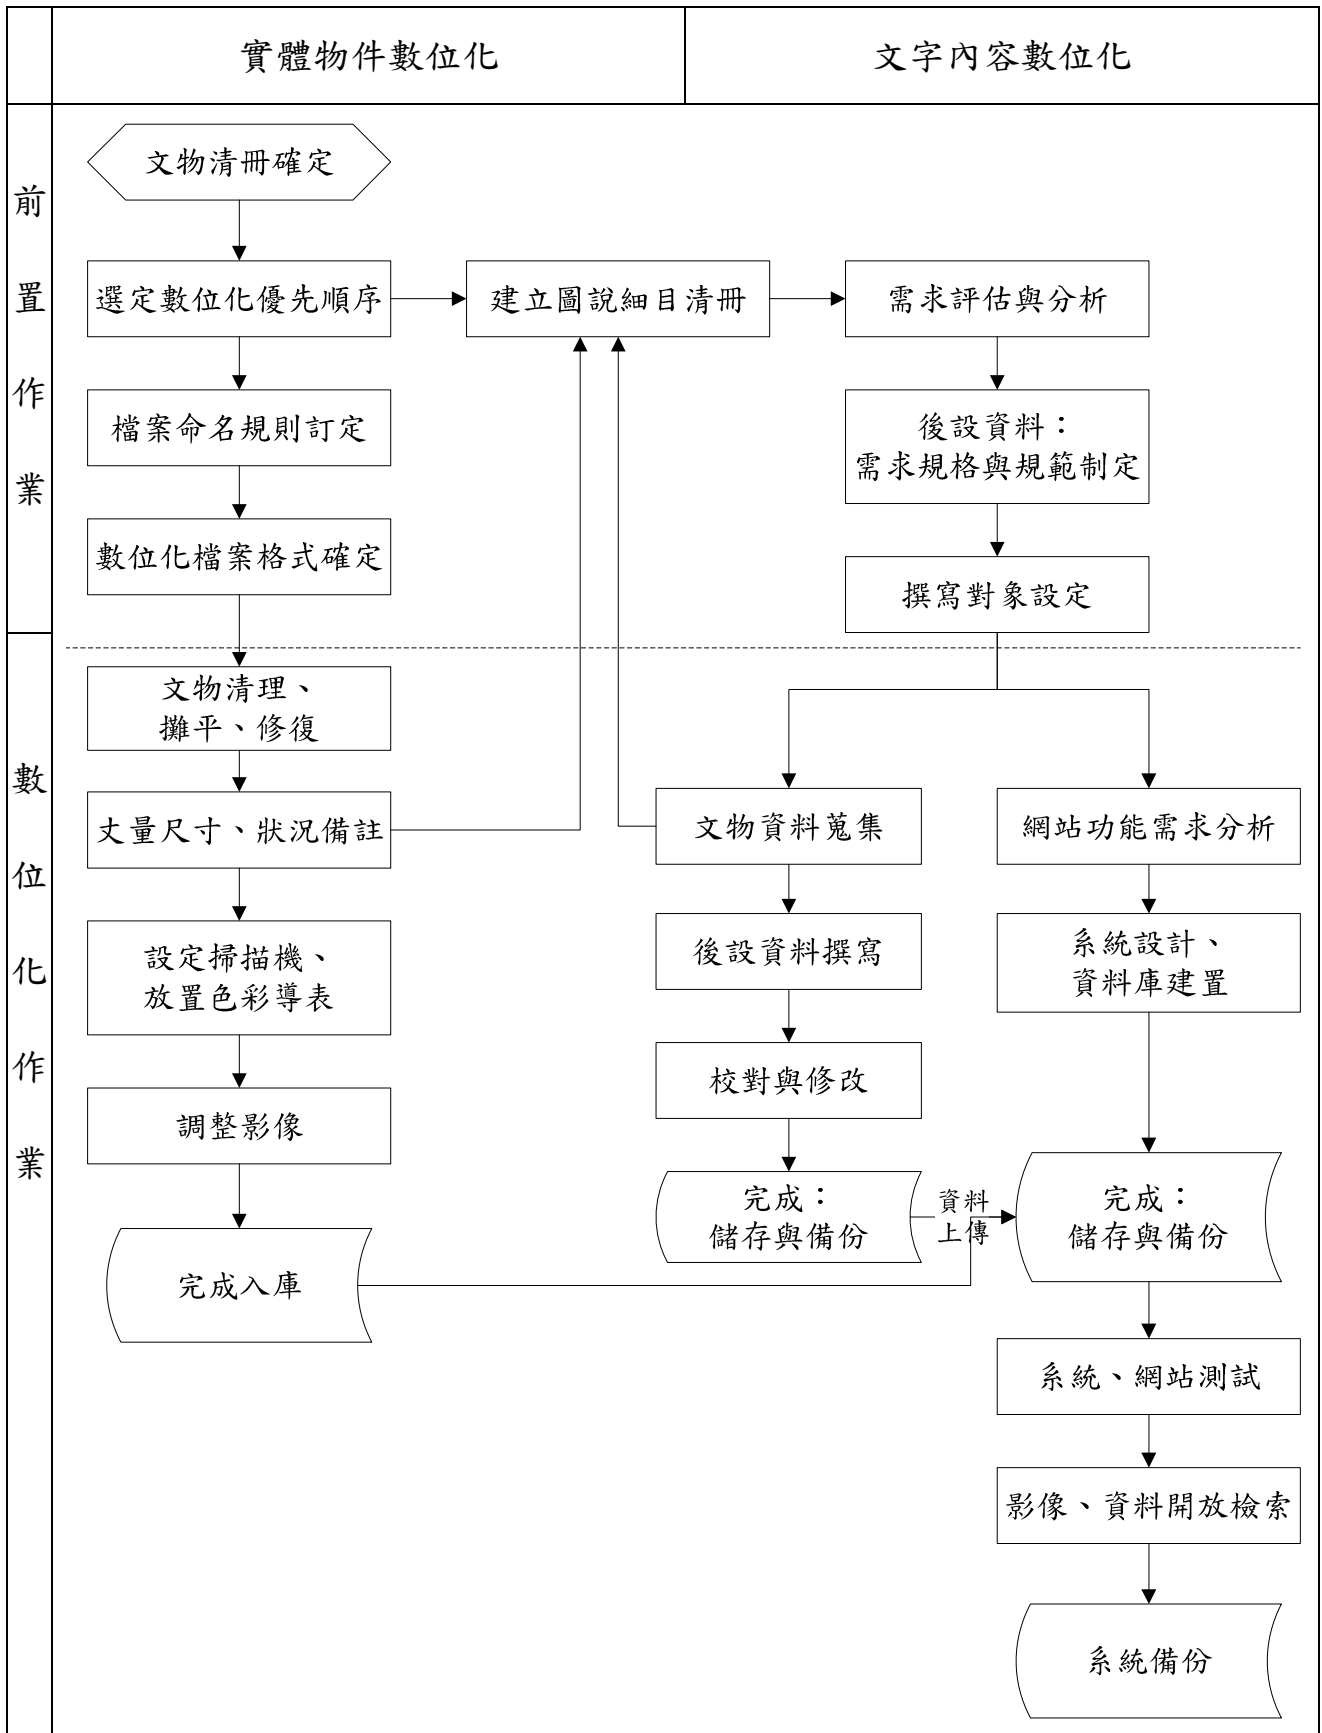 實體物件數位化
文字內容數位化
前置作業
文物清冊確定
選定數位化優先順序
建立圖說細目清冊
需求評估與分析
檔案命名規則訂定
後設資料：
需求規格與規範制定
數位化檔案格式確定
撰寫對象設定
數位化作業
文物清理、
攤平、修復
丈量尺寸、狀況備註
文物資料蒐集
網站功能需求分析
設定掃描機、
放置色彩導表
後設資料撰寫
系統設計、
資料庫建置
調整影像
校對與修改
完成：
儲存與備份
資料
上傳
完成：
儲存與備份
完成入庫
系統、網站測試
影像、資料開放檢索
系統備份